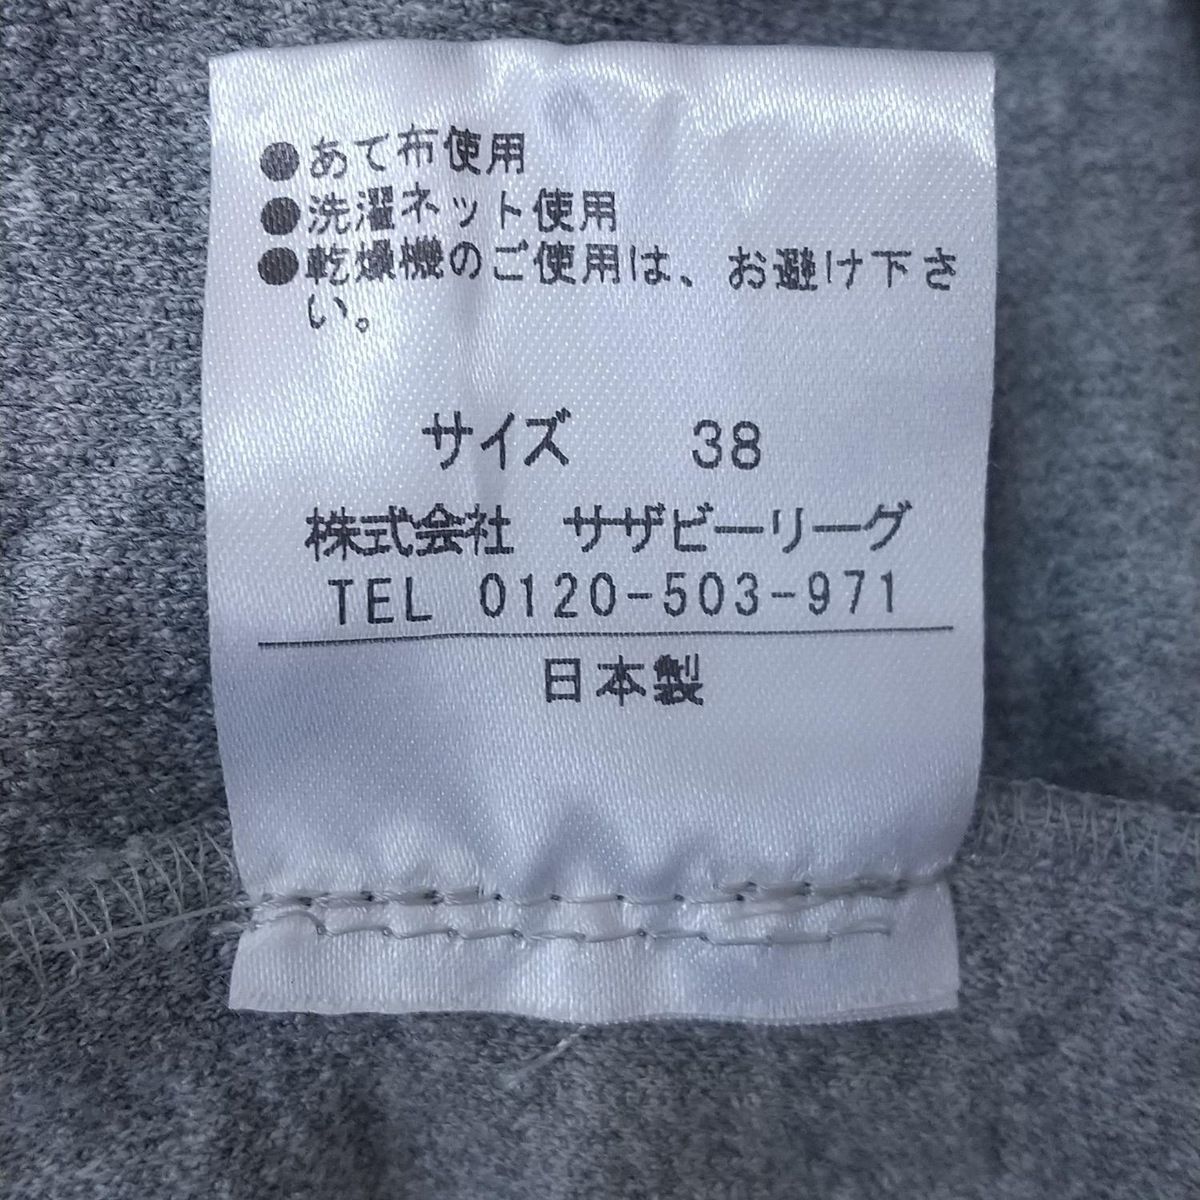 ●あて布使用
●洗濯ネット使用
●乾燥機のご使用は、お避け下さ
い。
サイズ 38
株式会社 サザビーリーグ
TEL 0120-503-971
日本製